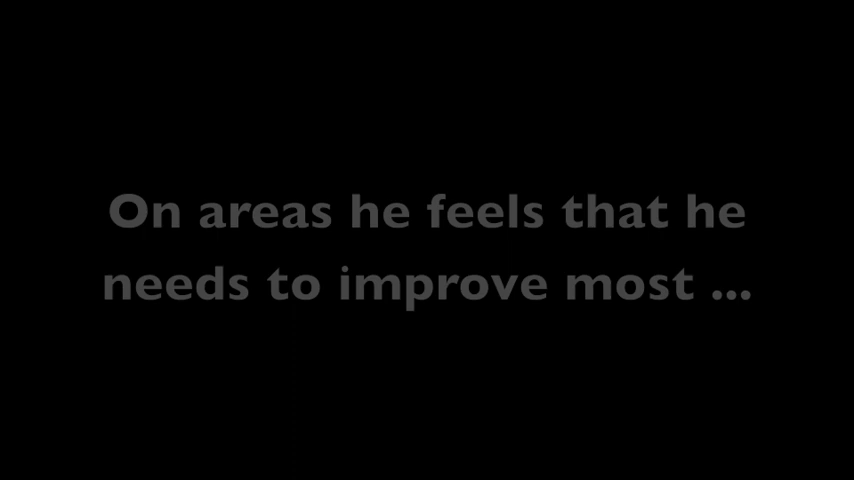 On areas he feels that he
needs to improve most ...